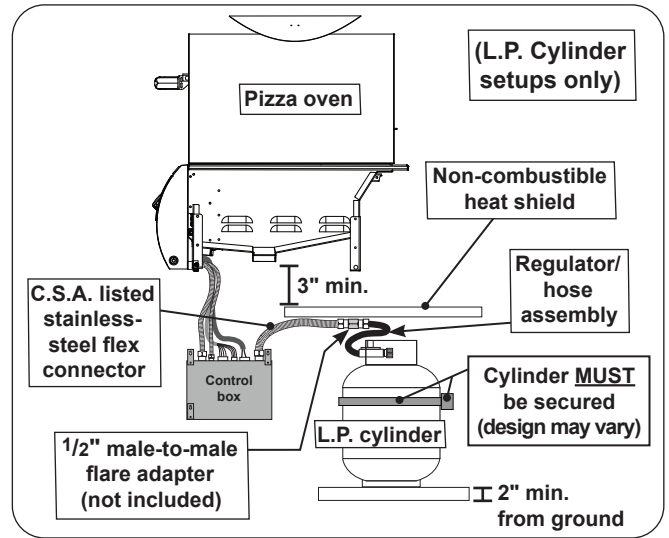 (L.P. Cylinder
setups only)
Pizza oven
Non-combustible
heat shield
3" min.
C.S.A. listed
stainless-
steel flex
connector
Regulator/
hose
assembly
Control
box
Cylinder MUST
be secured
(design may vary)
L.P. cylinder
1/2" male-to-male
flare adapter
(not included)
2" min.
from ground